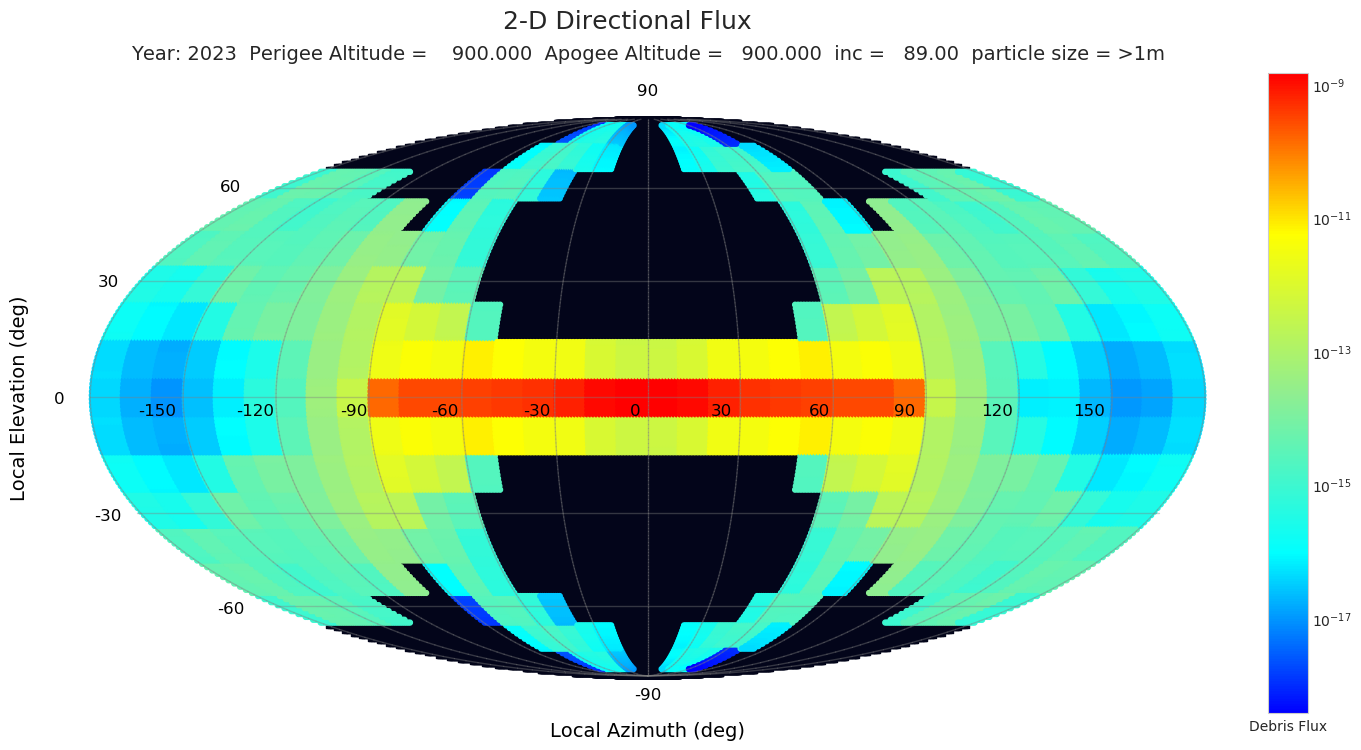 2-D Directional Flux
Year: 2023 Perigee Altitude = 900.000 Apogee Altitude = 900.000 inc = 89.00 particle size = >1m
90
60
30
0
-30
-60
-90
-150 -120 -90 -60 -30 0 30 60 90 120 150
Local Elevation (deg)
Local Azimuth (deg)
10⁻⁹
10⁻¹¹
10⁻¹³
10⁻¹⁵
10⁻¹⁷
Debris Flux